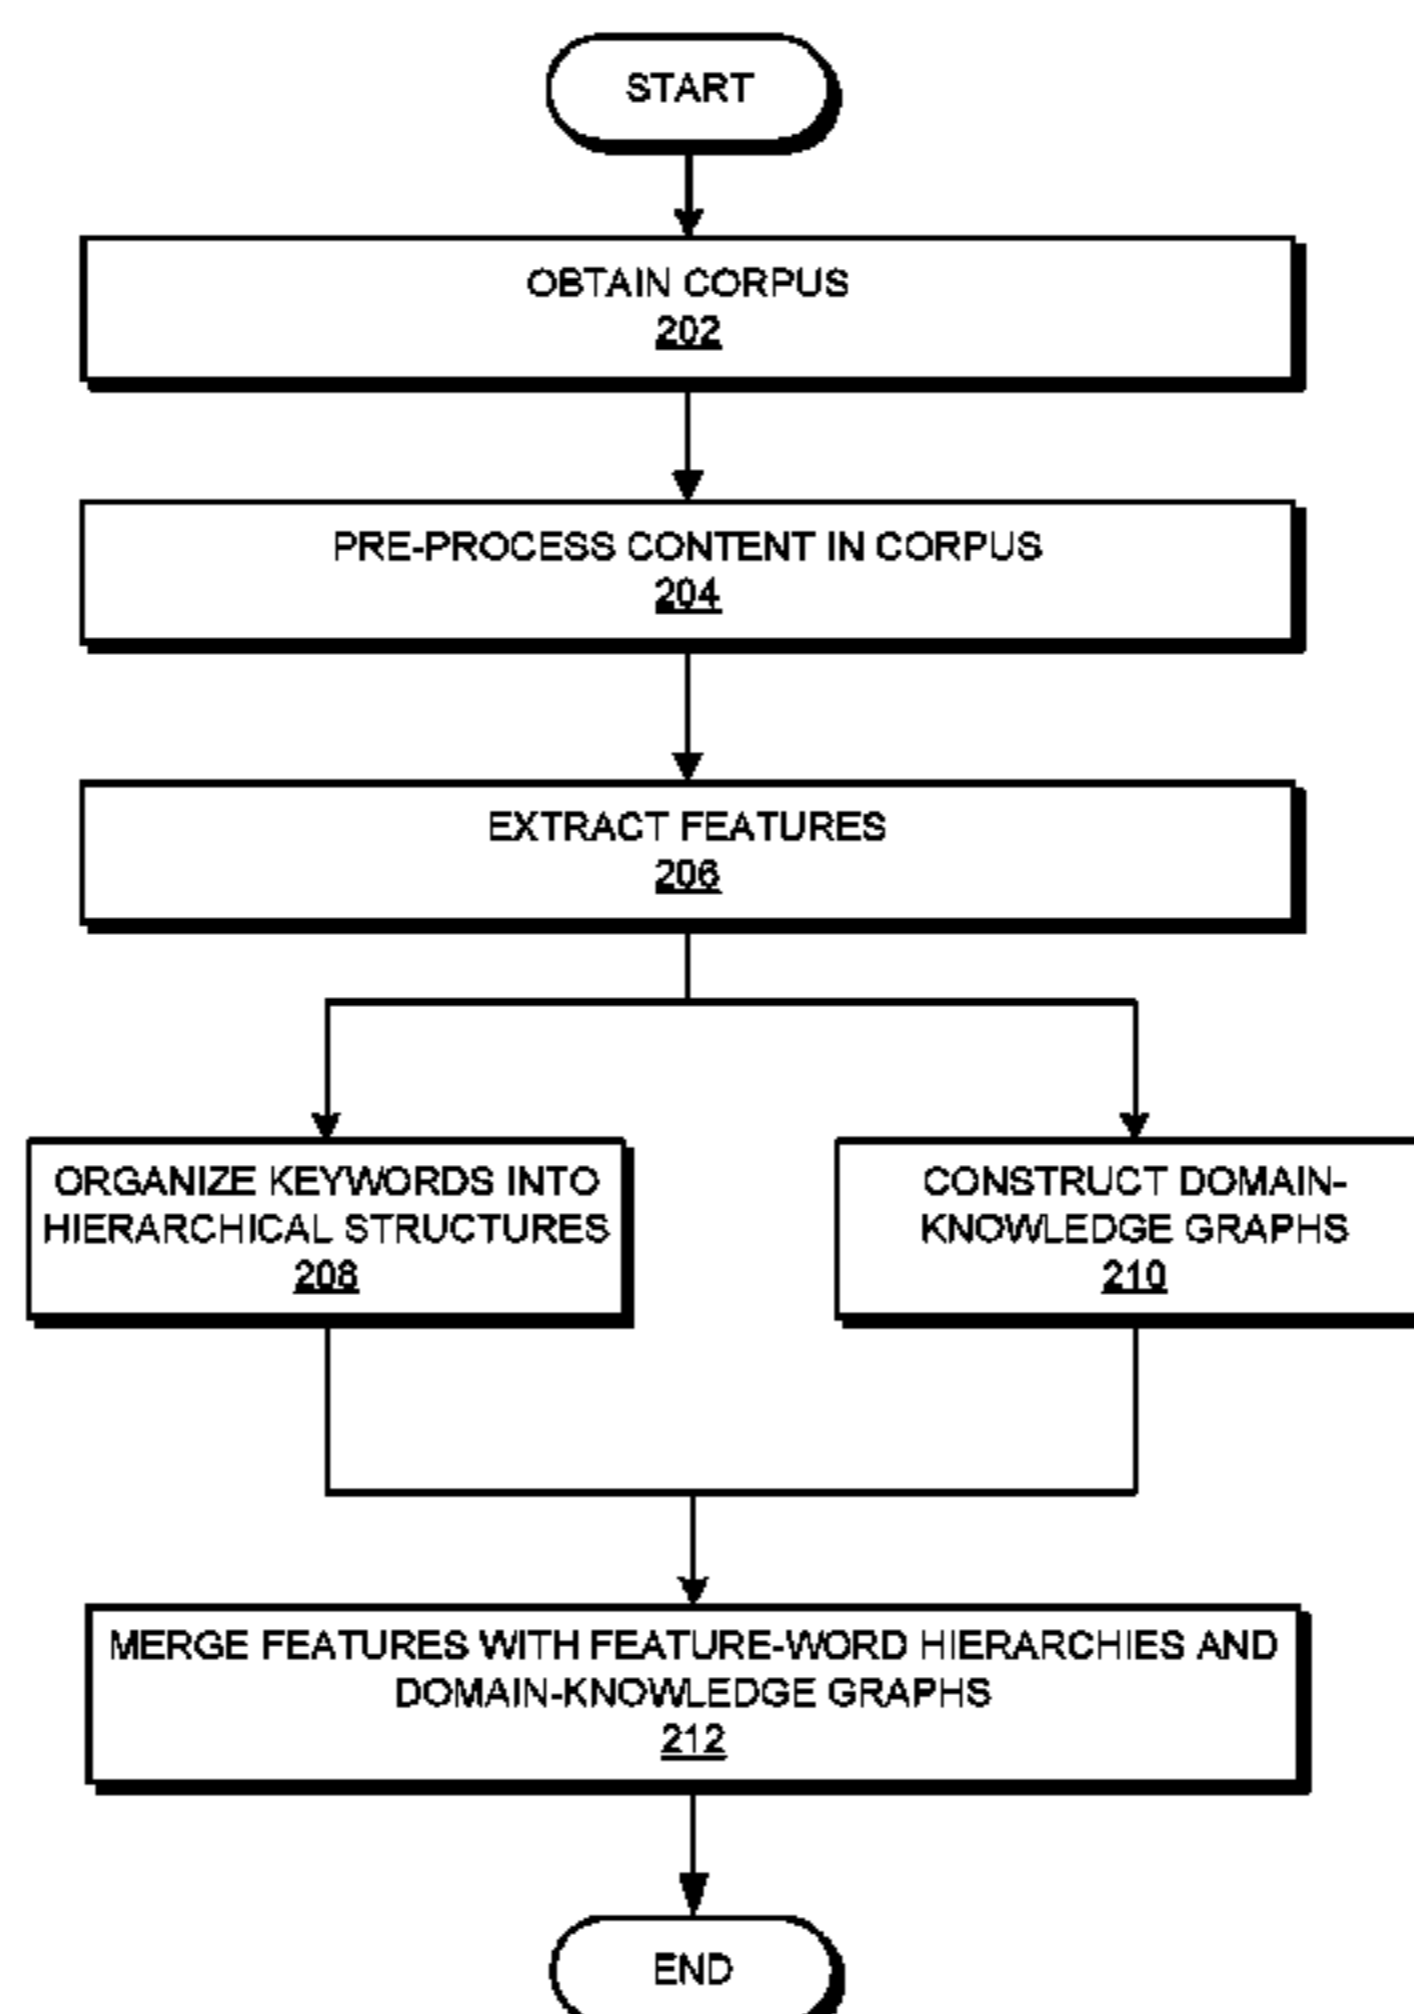 START
OBTAIN CORPUS
202
PRE-PROCESS CONTENT IN CORPUS
204
EXTRACT FEATURES
206
ORGANIZE KEYWORDS INTO
HIERARCHICAL STRUCTURES
208
CONSTRUCT DOMAIN-
KNOWLEDGE GRAPHS
210
MERGE FEATURES WITH FEATURE-WORD HIERARCHIES AND
DOMAIN-KNOWLEDGE GRAPHS
212
END